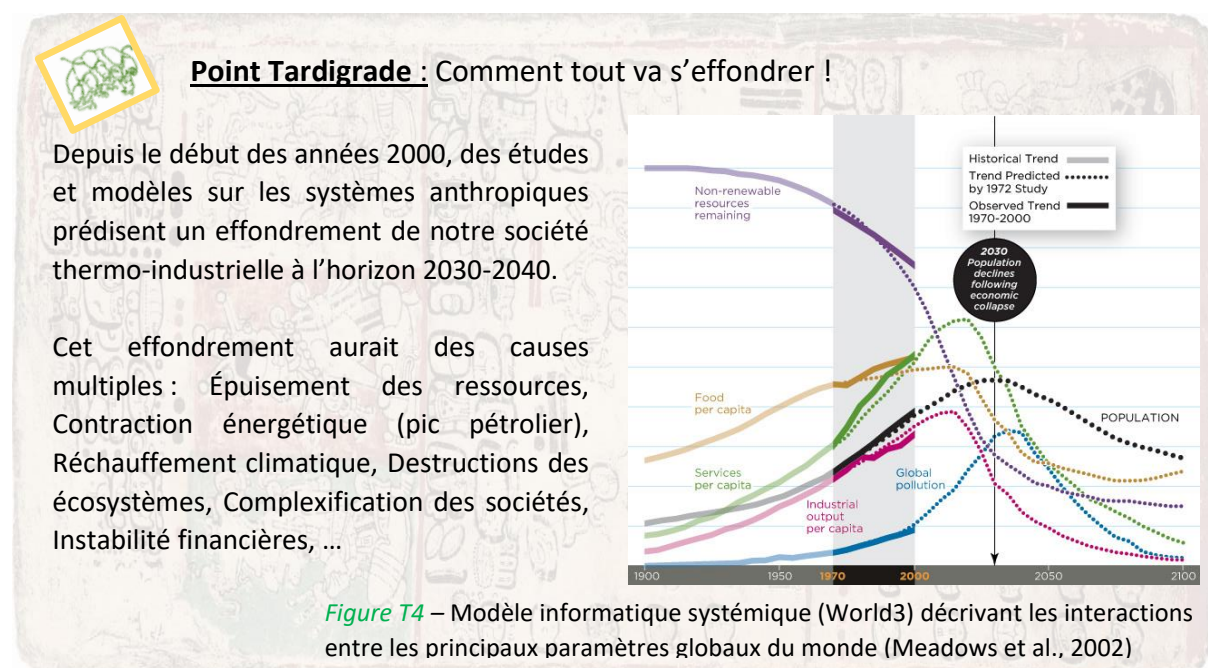 Point Tardigrade : Comment tout va s’effondrer !
Depuis le début des années 2000, des études
et modèles sur les systèmes anthropiques
prédisent un effondrement de notre société
thermo-industrielle à l’horizon 2030-2040.
Cet effondrement aurait des causes
multiples : Épuisement des ressources,
Contraction énergétique (pic pétrolier),
Réchauffement climatique, Destructions des
écosystèmes, Complexification des sociétés,
Instabilité financières, …
Historical Trend
Trend Predicted
by 1972 Study
Observed Trend
1970-2000
Non-renewable
resources
remaining
2030
Population
declines
following
economic
collapse
Food
per capita
POPULATION
Services
per capita
Global
pollution
Industrial
output
per capita
1900 1950 1970 2000 2050 2100
Figure T4 – Modèle informatique systémique (World3) décrivant les interactions
entre les principaux paramètres globaux du monde (Meadows et al., 2002)